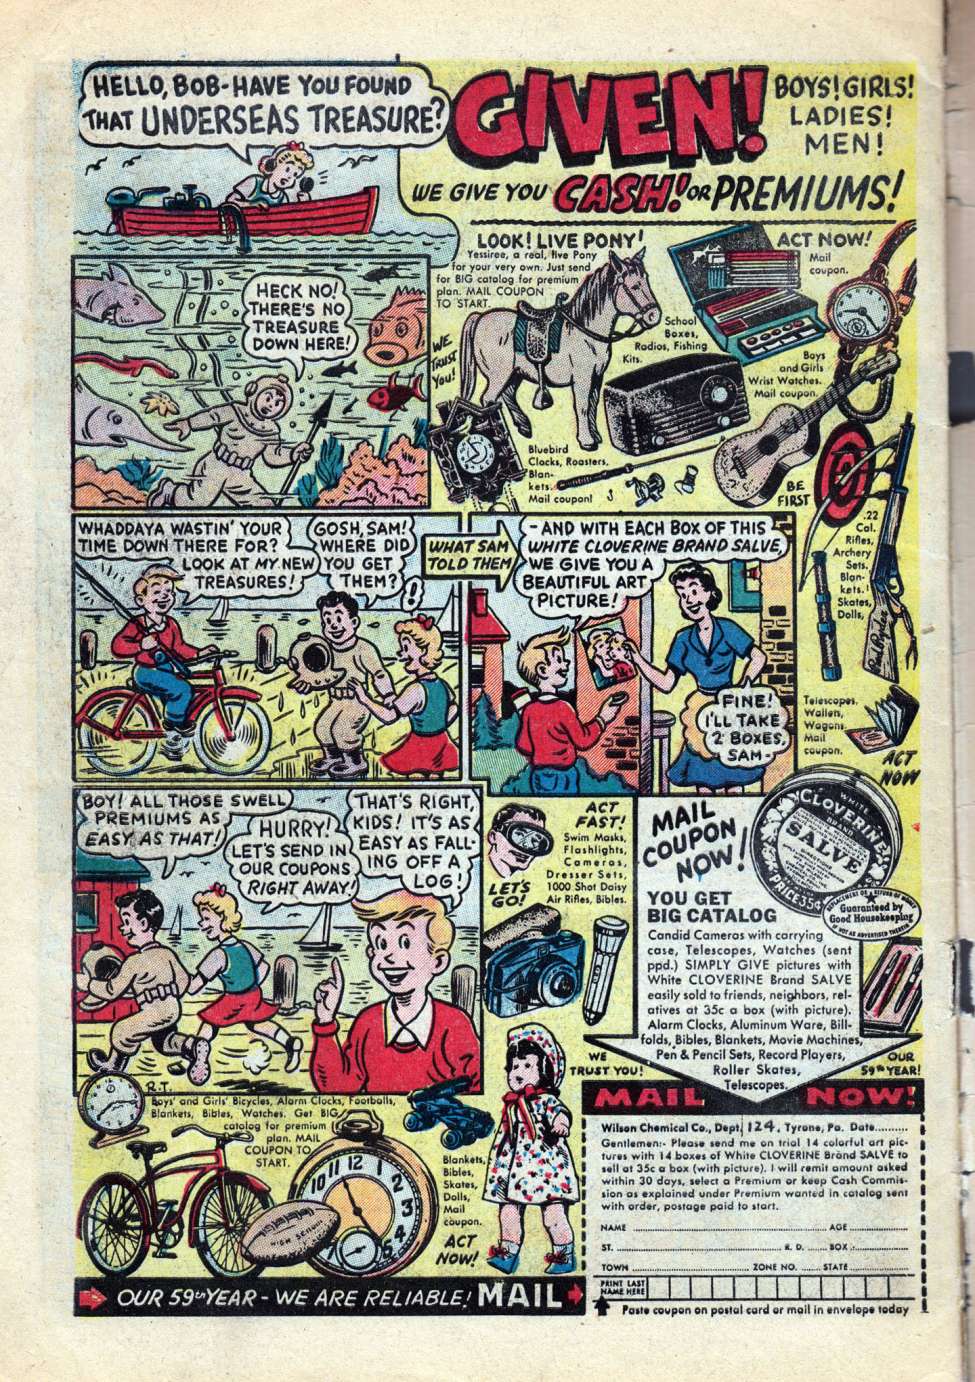 HELLO, BOB-HAVE YOU FOUND
THAT UNDERSEAS TREASURE?
GIVEN!
BOYS! GIRLS!
LADIES!
MEN!
WE GIVE YOU CASH! OR PREMIUMS!
HECK NO!
THERE'S NO
TREASURE
DOWN HERE!
LOOK! LIVE PONY!
Yessiree, a real, live Pony
for your very own. Just send
for BIG catalog for premium
plan. MAIL COUPON
TO START.
ACT NOW!
Mail
coupon.
WE
TRUST
YOU!
School
Boxes,
Radios, Fishing
Kits.
Boys
and Girls
Wrist Watches.
Mail coupon.
Bluebird
Clocks, Roasters,
Blan-
kets.
Mail coupon!
BE
FIRST
.22
Cal.
Rifles,
Archery
Sets.
Blan-
kets.
Skates,
Dolls,
Red Ryder
WHADDAYA WASTIN' YOUR
TIME DOWN THERE FOR?
LOOK AT MY NEW
TREASURES!
GOSH, SAM!
WHERE DID
YOU GET
THEM?
!
WHAT SAM
TOLD THEM
-AND WITH EACH BOX OF THIS
WHITE CLOVERINE BRAND SALVE,
WE GIVE YOU A
BEAUTIFUL ART
PICTURE!
FINE!
I'LL TAKE
2 BOXES,
SAM-
Telescopes,
Wallets,
Wagons
Mail
coupon.
ACT
NOW
BOY! ALL THOSE SWELL
PREMIUMS AS
EASY AS THAT!
HURRY!
LET'S SEND IN
OUR COUPONS
RIGHT AWAY!
THAT'S RIGHT,
KIDS! IT'S AS
EASY AS FALL-
ING OFF A
LOG!
R.T.
ACT
FAST!
Swim Masks,
Flashlights,
Cameras,
Dresser Sets,
1000 Shot Daisy
Air Rifles, Bibles.
LET'S
GO!
MAIL
COUPON
NOW!
WHITE
CLOVERINE
BRAND
SALVE
PRICE 35¢
REPLACEMENT OR REFUND OF MONEY
Guaranteed by
Good Housekeeping
IF NOT AS ADVERTISED THEREIN
YOU GET
BIG CATALOG
Candid Cameras with carrying
case, Telescopes, Watches (sent
ppd.) SIMPLY GIVE pictures with
White CLOVERINE Brand SALVE
easily sold to friends, neighbors, rel-
atives at 35c a box (with picture).
Alarm Clocks, Aluminum Ware, Bill-
folds, Bibles, Blankets, Movie Machines,
Pen & Pencil Sets, Record Players,
Roller Skates,
Telescopes.
WE
TRUST YOU!
OUR
59th YEAR!
Boys' and Girls' Bicycles, Alarm Clocks, Footballs,
Blankets, Bibles, Watches. Get BIG
catalog for premium
plan. MAIL
COUPON TO
START.
HIGH SCHOOL
Blankets,
Bibles,
Skates,
Dolls,
Mail
coupon.
ACT
NOW!
MAIL NOW!
Wilson Chemical Co., Dept. 124, Tyrone, Pa. Date.........
Gentlemen:- Please send me on trial 14 colorful art pic-
tures with 14 boxes of White CLOVERINE Brand SALVE to
sell at 35c a box (with picture). I will remit amount asked
within 30 days, select a Premium or keep Cash Commis-
sion as explained under Premium wanted in catalog sent
with order, postage paid to start.
NAME ........ AGE ........
ST. ........ R. D. ...... BOX ........
TOWN ........ ZONE NO. ...... STATE ........
PRINT LAST
NAME HERE
Paste coupon on postal card or mail in envelope today
OUR 59th YEAR - WE ARE RELIABLE! MAIL